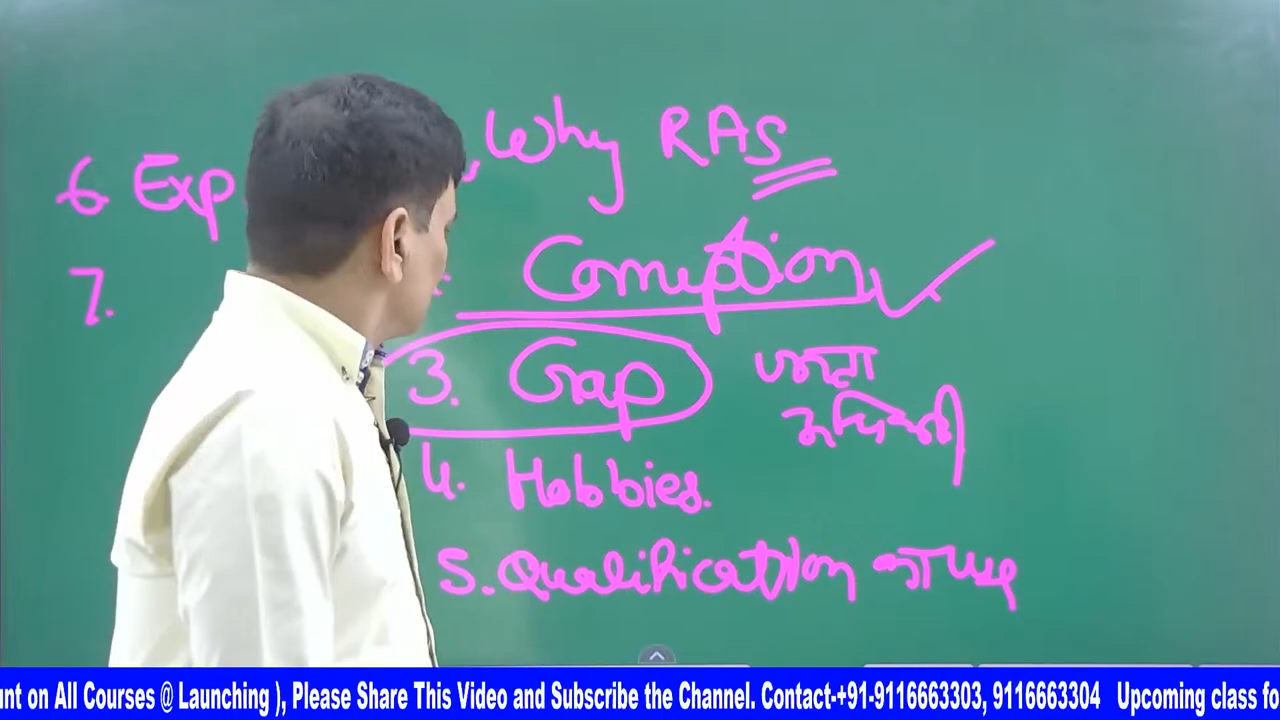 Why RAS
6 Exp
Corruption
7.
3. Gap
4. Hobbies.
5. Qualification का
unt on All Courses @ Launching ), Please Share This Video and Subscribe the Channel. Contact-+91-9116663303, 9116663304 Upcoming class fo